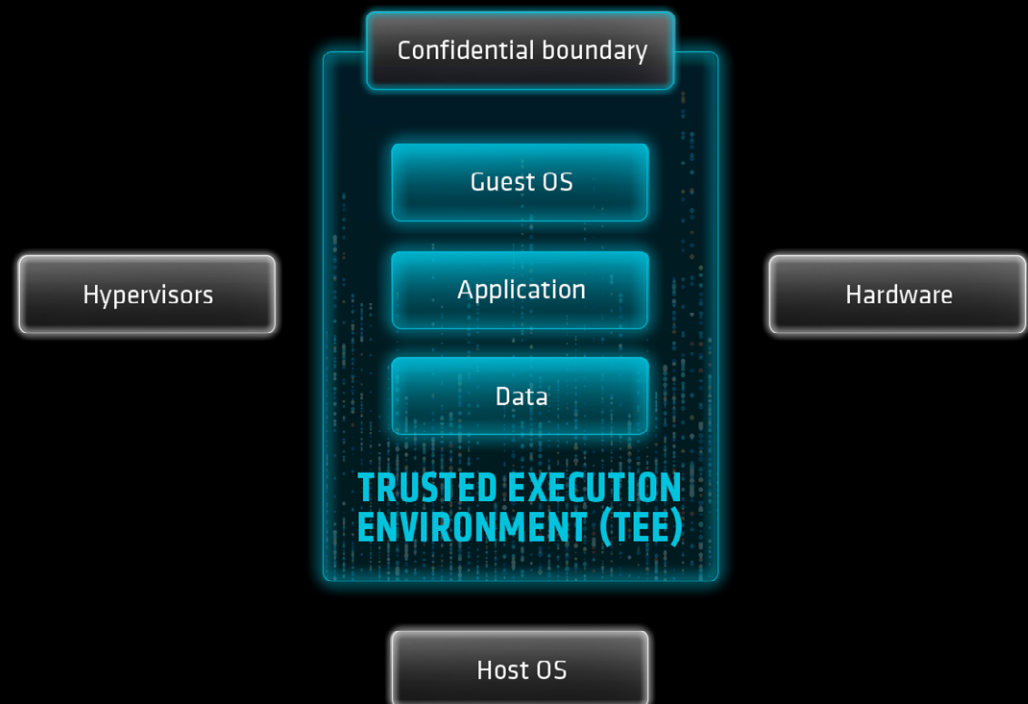 Confidential boundary
Guest OS
Hypervisors
Application
Hardware
Data
TRUSTED EXECUTION
ENVIRONMENT (TEE)
Host OS